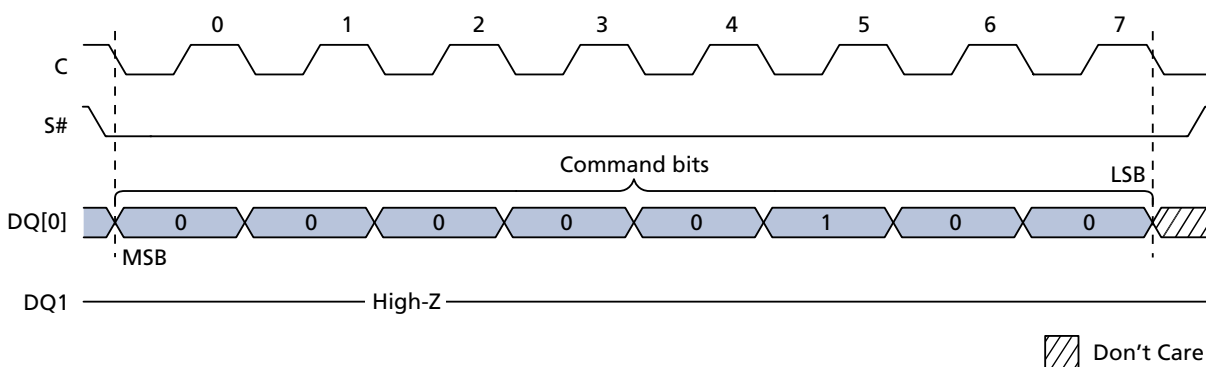 0 1 2 3 4 5 6 7
C
S#
Command bits
LSB
DQ[0] 0 0 0 0 0 1 0 0
MSB
DQ1 High-Z
Don't Care